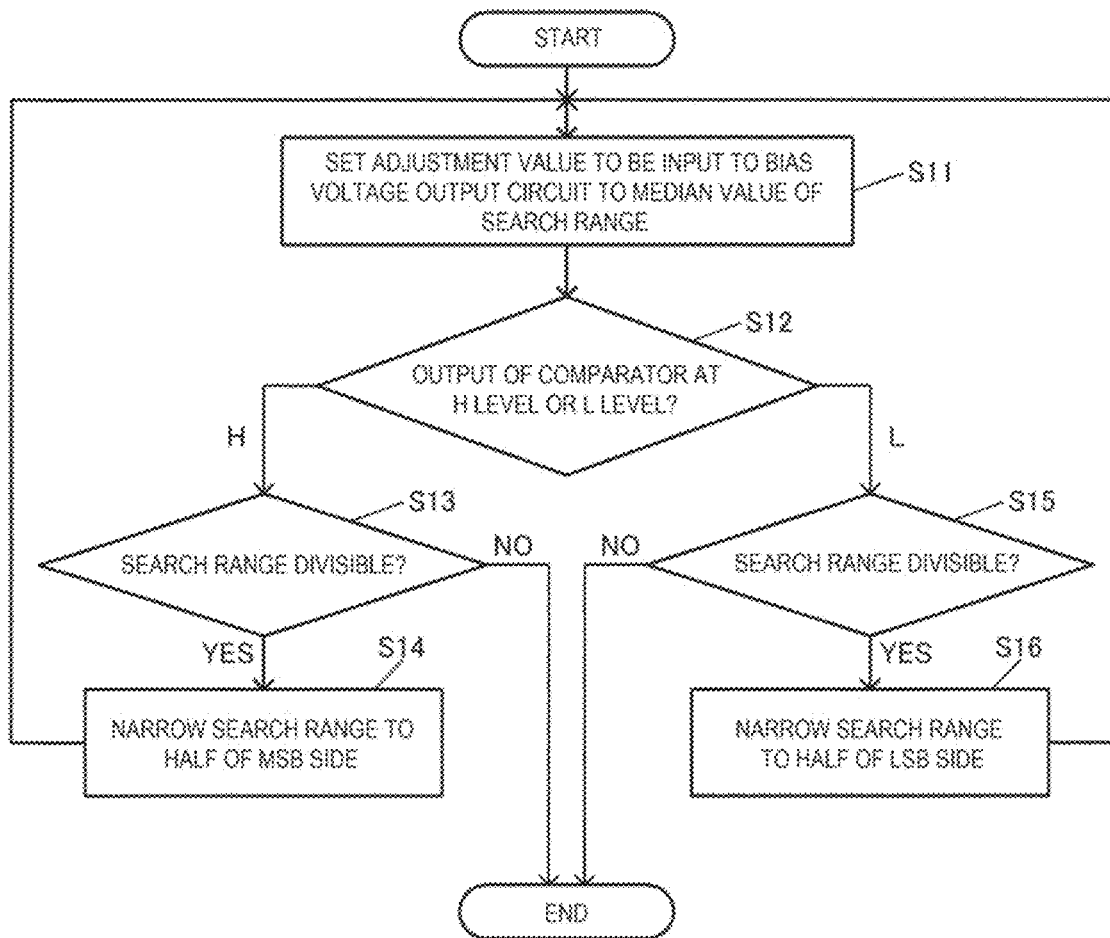 START
SET ADJUSTMENT VALUE TO BE INPUT TO BIAS
VOLTAGE OUTPUT CIRCUIT TO MEDIAN VALUE OF
SEARCH RANGE
S11
S12
OUTPUT OF COMPARATOR AT
H LEVEL OR L LEVEL?
H
L
S13
S15
SEARCH RANGE DIVISIBLE?
NO
NO
SEARCH RANGE DIVISIBLE?
YES
S14
YES
S16
NARROW SEARCH RANGE TO
HALF OF MSB SIDE
NARROW SEARCH RANGE
TO HALF OF LSB SIDE
END